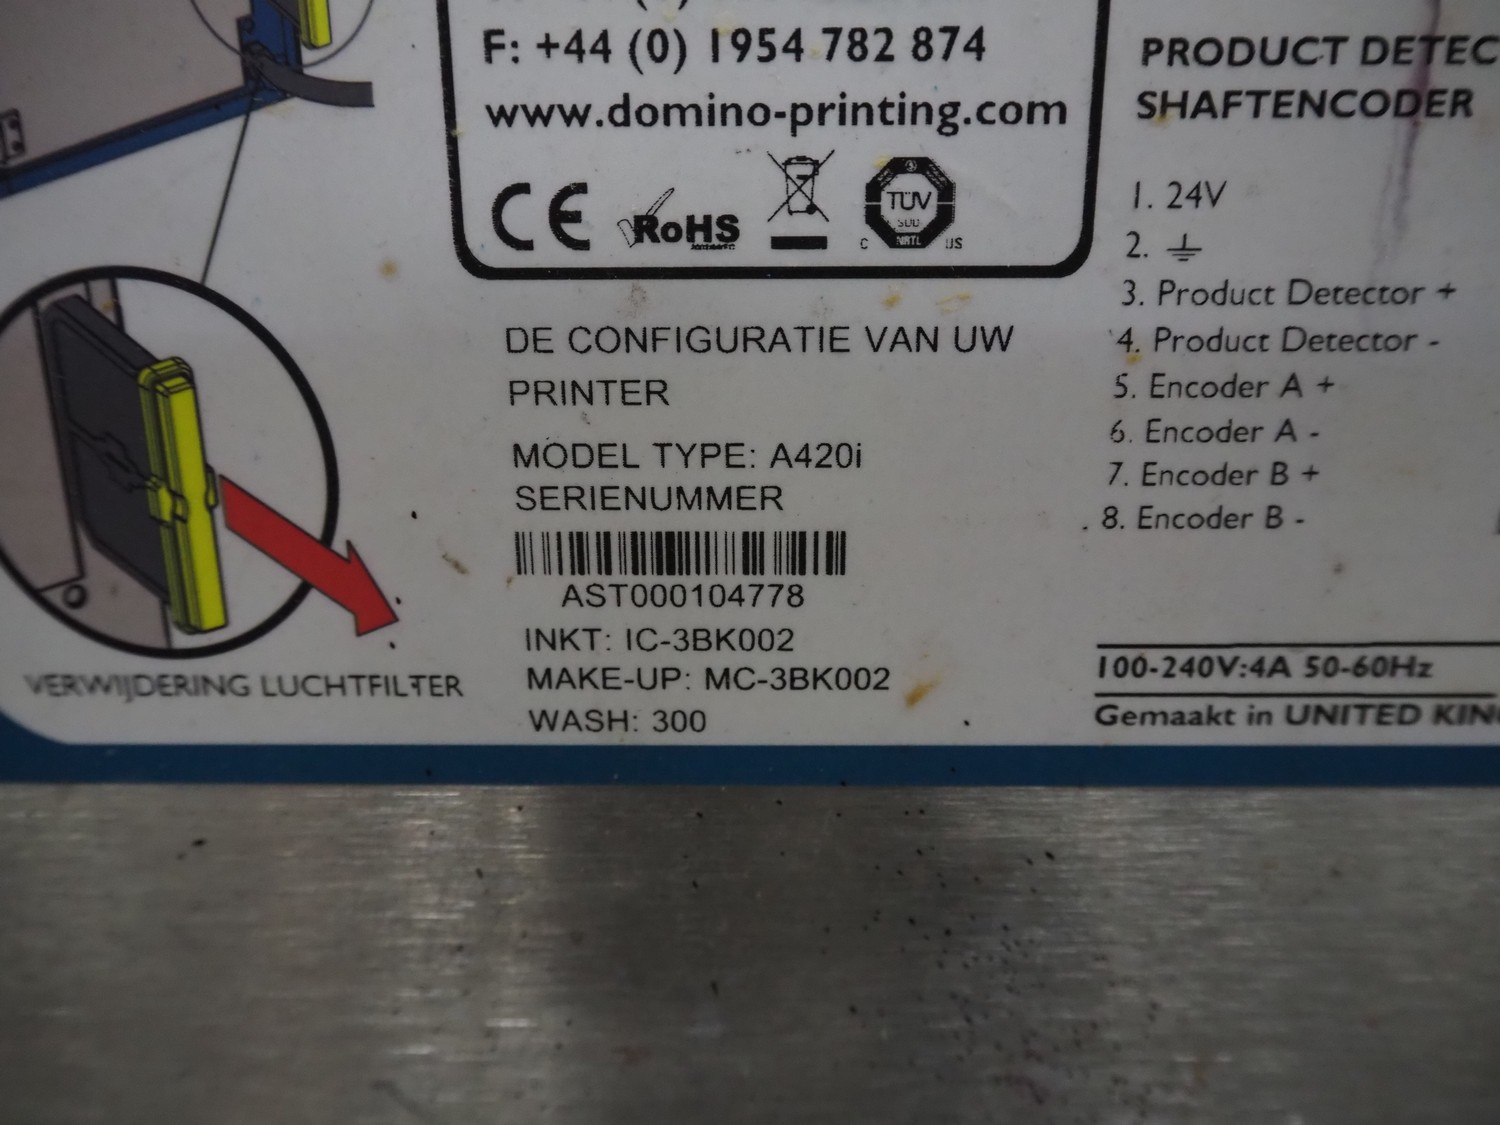 F: +44 (0) 1954 782 874
www.domino-printing.com
CE
RoHS
TÜV
SÜD
NRTL
C US
DE CONFIGURATIE VAN UW
PRINTER
MODEL TYPE: A420i
SERIENUMMER
AST000104778
INKT: IC-3BK002
MAKE-UP: MC-3BK002
WASH: 300
VERWIJDERING LUCHTFILTER
PRODUCT DETEC
SHAFTENCODER
1. 24V
2. ⏚
3. Product Detector +
4. Product Detector -
5. Encoder A +
6. Encoder A -
7. Encoder B +
8. Encoder B -
100-240V:4A 50-60Hz
Gemaakt in UNITED KIN